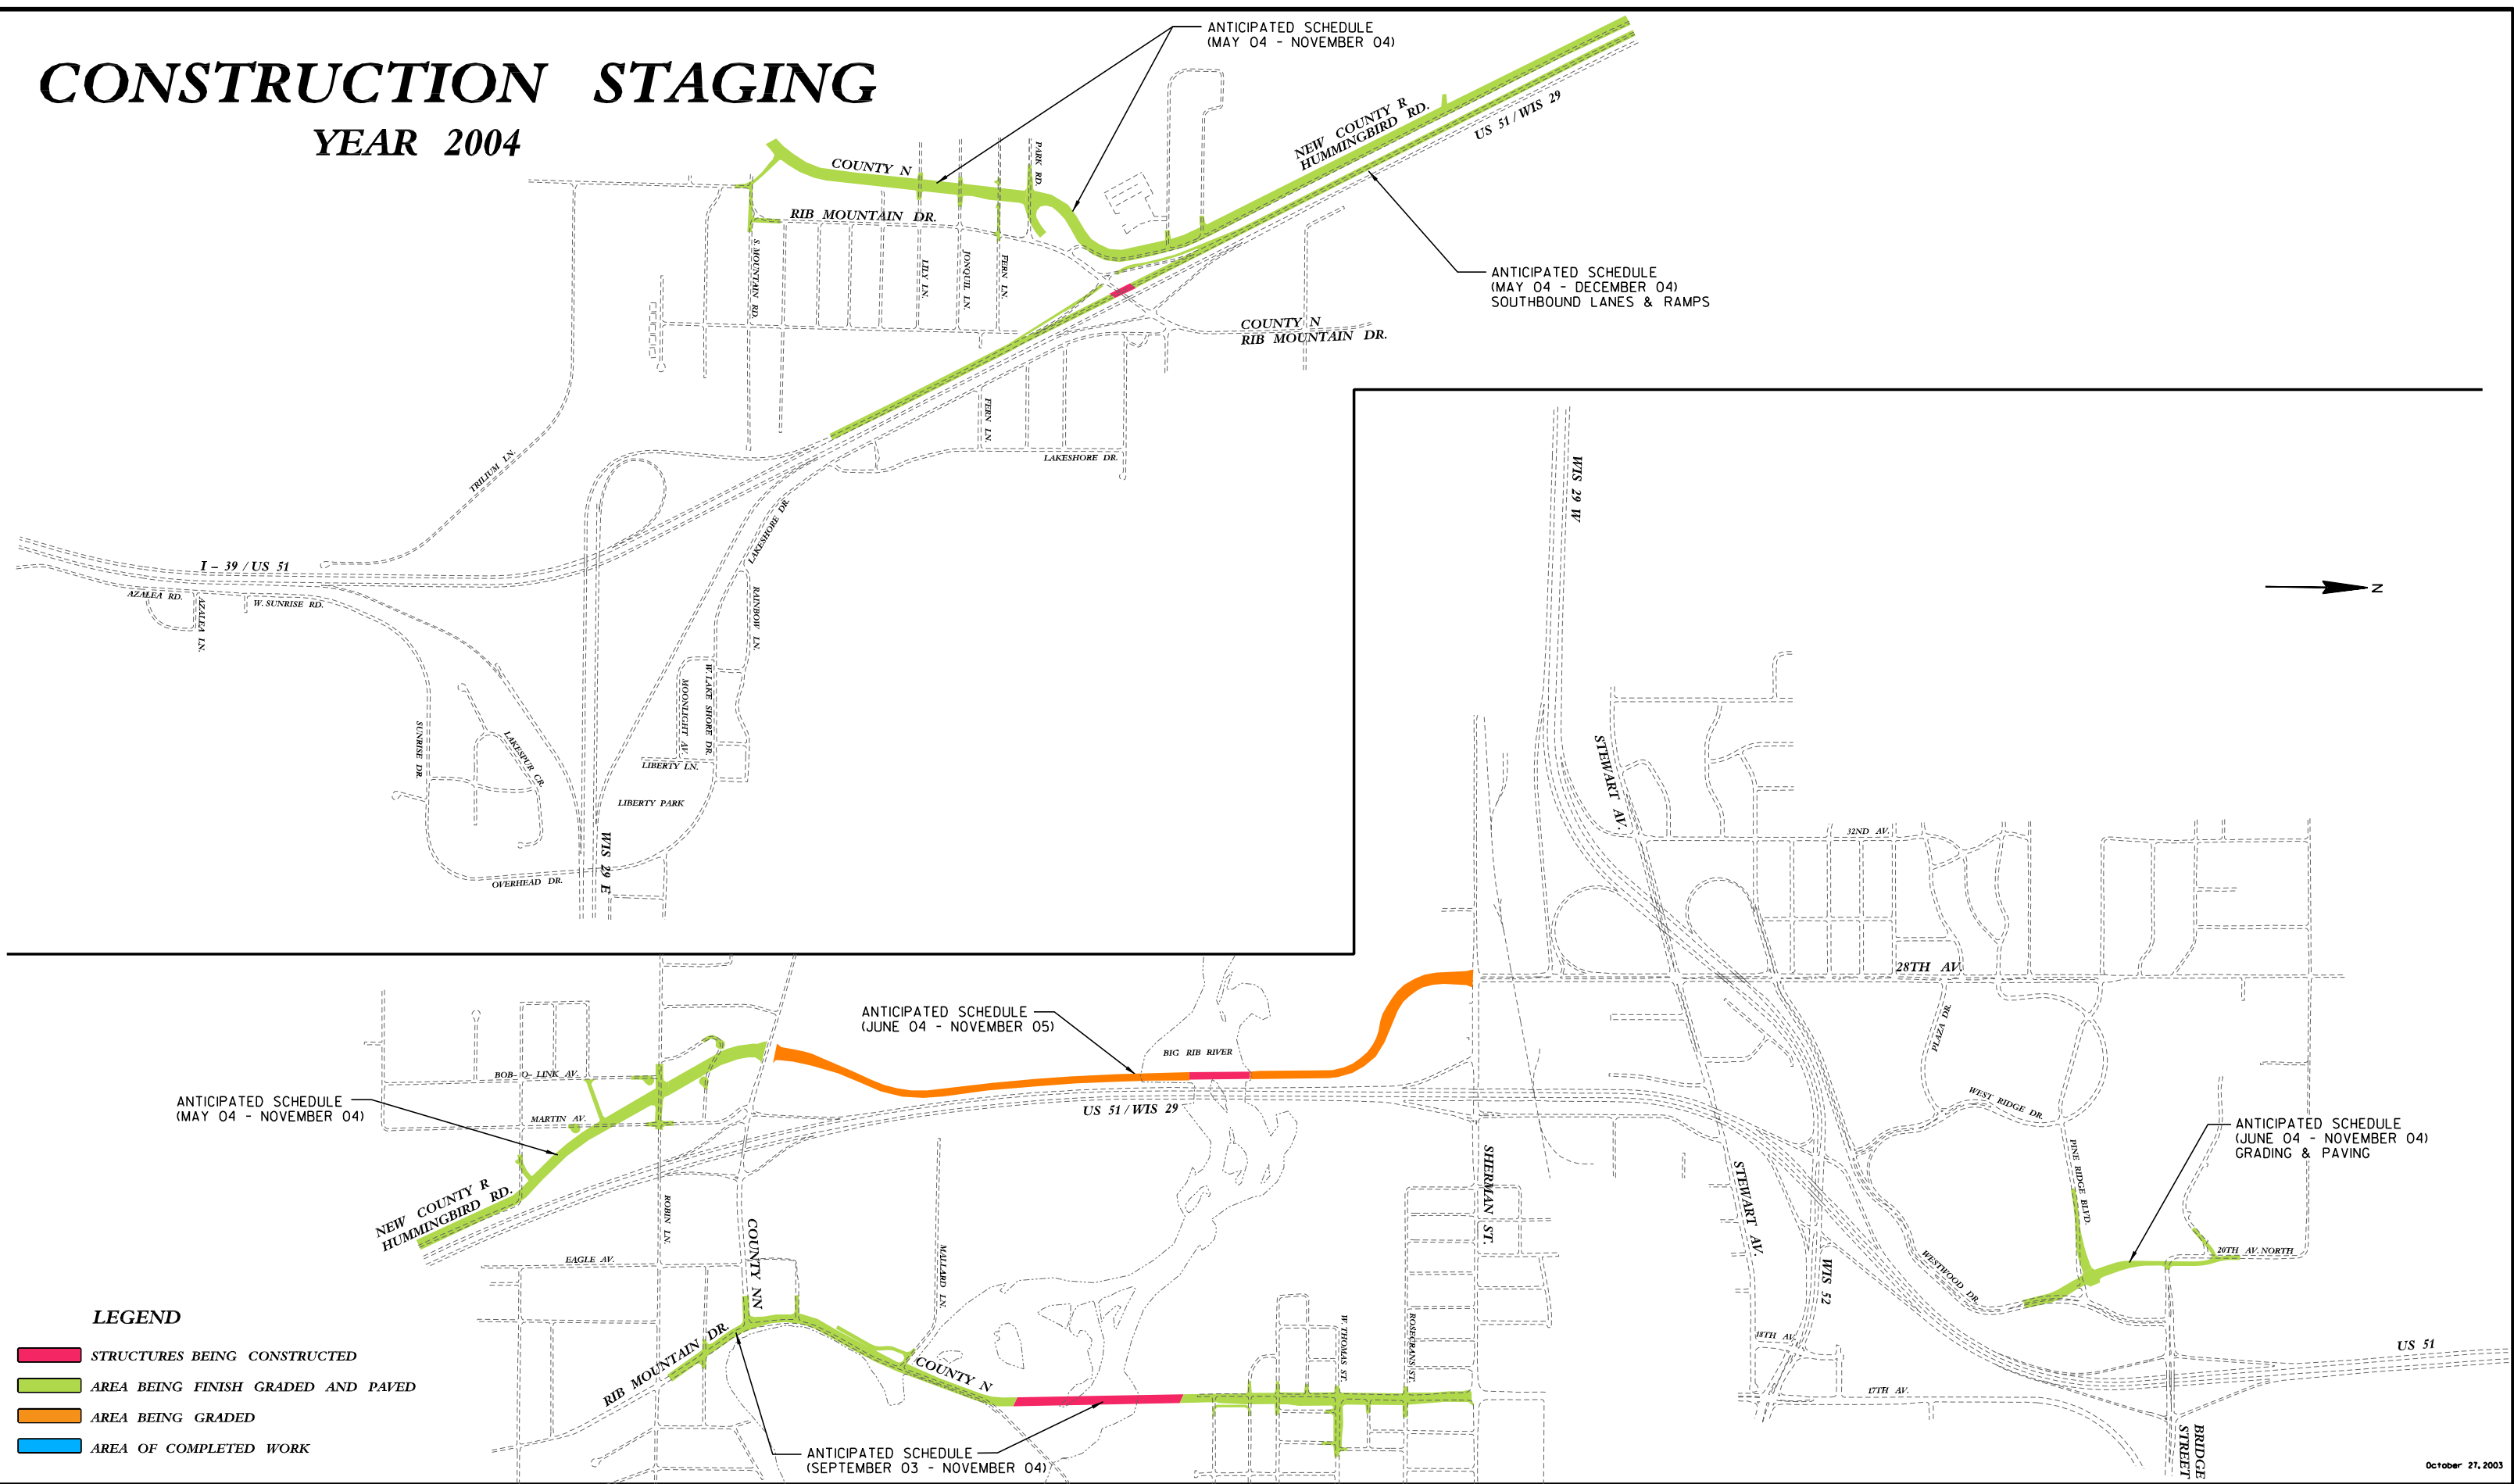 CONSTRUCTION STAGING
YEAR 2004
ANTICIPATED SCHEDULE
(MAY 04 - NOVEMBER 04)
NEW COUNTY R
HUMMINGBIRD RD.
US 51 / WIS 29
COUNTY N
PARK RD.
RIB MOUNTAIN DR.
S. MOUNTAIN RD.
LILY LN.
JONQUIL LN.
FERN LN.
ANTICIPATED SCHEDULE
(MAY 04 - DECEMBER 04)
SOUTHBOUND LANES & RAMPS
COUNTY N
RIB MOUNTAIN DR.
FERN LN.
LAKESHORE DR.
TRILIUM LN.
LAKESHORE DR.
I - 39 / US 51
AZALEA RD.
AZALEA LN.
W. SUNRISE RD.
RAINBOW LN.
W. LAKE SHORE DR.
MOONLIGHT AV.
SUNRISE DR.
LAKESPUR CR.
LIBERTY LN.
LIBERTY PARK
WIS 29 E
OVERHEAD DR.
WIS 29 W
N
STEWART AV.
32ND AV.
28TH AV.
PLAZA DR.
WEST RIDGE DR.
PINE RIDGE BLVD.
ANTICIPATED SCHEDULE
(JUNE 04 - NOVEMBER 04)
GRADING & PAVING
20TH AV. NORTH
WESTWOOD DR.
STEWART AV.
WIS 52
18TH AV.
17TH AV.
US 51
BRIDGE
STREET
ANTICIPATED SCHEDULE
(JUNE 04 - NOVEMBER 05)
BIG RIB RIVER
US 51 / WIS 29
BOB-O-LINK AV.
MARTIN AV.
ANTICIPATED SCHEDULE
(MAY 04 - NOVEMBER 04)
NEW COUNTY R
HUMMINGBIRD RD.
ROBIN LN.
EAGLE AV.
COUNTY NN
MALLARD LN.
SHERMAN ST.
RIB MOUNTAIN DR.
COUNTY N
W. THOMAS ST
ROSECRANS ST
ANTICIPATED SCHEDULE
(SEPTEMBER 03 - NOVEMBER 04)
LEGEND
STRUCTURES BEING CONSTRUCTED
AREA BEING FINISH GRADED AND PAVED
AREA BEING GRADED
AREA OF COMPLETED WORK
October 27, 2003